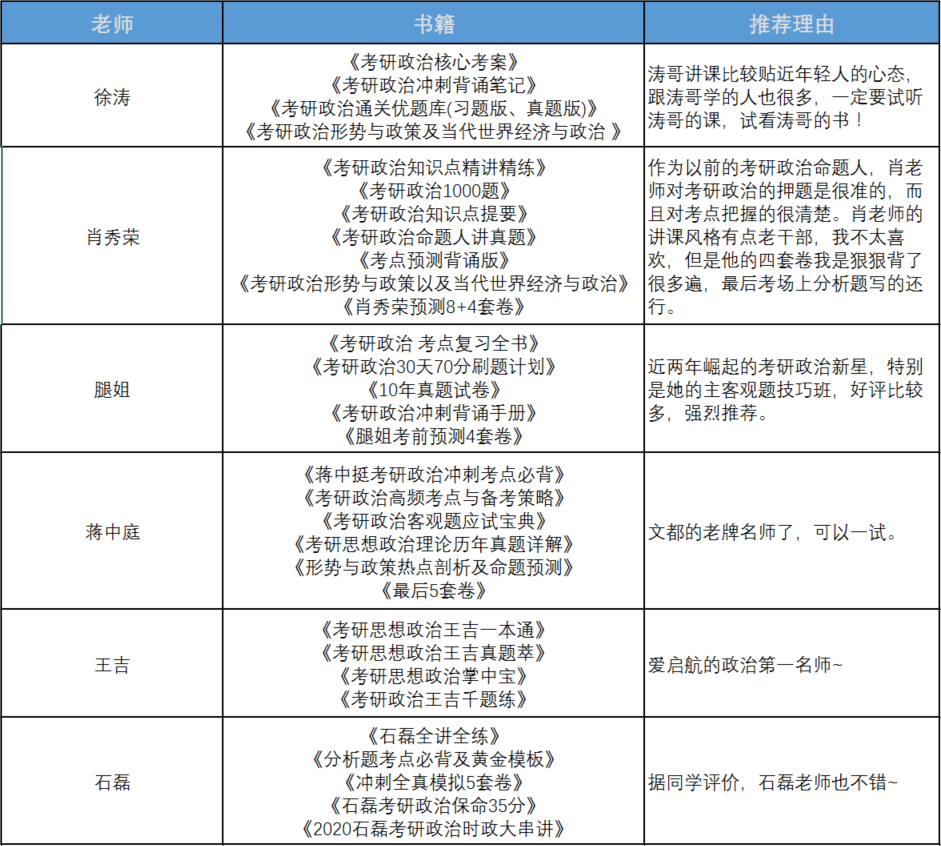 老师 书籍 推荐理由
徐涛
《考研政治核心考案》
《考研政治冲刺背诵笔记》
《考研政治通关优题库(习题版、真题版)》
《考研政治形势与政策及当代世界经济与政治 》
涛哥讲课比较贴近年轻人的心态，
跟涛哥学的人也很多，一定要试听
涛哥的课，试看涛哥的书！
肖秀荣
《考研政治知识点精讲精练》
《考研政治1000题》
《考研政治知识点提要》
《考研政治命题人讲真题》
《考点预测背诵版》
《考研政治形势与政策以及当代世界经济与政治》
《肖秀荣预测8+4套卷》
作为以前的考研政治命题人，肖老
师对考研政治的押题是很准的，而
且对考点把握的很清楚。肖老师的
讲课风格有点老干部，我不太喜
欢，但是他的四套卷我是狠狠背了
很多遍，最后考场上分析题写的还
行。
腿姐
《考研政治 考点复习全书》
《考研政治30天70分刷题计划》
《10年真题试卷》
《考研政治冲刺背诵手册》
《腿姐考前预测4套卷》
近两年崛起的考研政治新星，特别
是她的主客观题技巧班，好评比较
多，强烈推荐。
蒋中庭
《蒋中挺考研政治冲刺考点必背》
《考研政治高频考点与备考策略》
《考研政治客观题应试宝典》
《考研思想政治理论历年真题详解》
《形势与政策热点剖析及命题预测》
《最后5套卷》
文都的老牌名师了，可以一试。
王吉
《考研思想政治王吉一本通》
《考研思想政治王吉真题萃》
《考研思想政治掌中宝》
《考研政治王吉千题练》
爱启航的政治第一名师~
石磊
《石磊全讲全练》
《分析题考点必背及黄金模板》
《冲刺全真模拟5套卷》
《石磊考研政治保命35分》
《2020石磊考研政治时政大串讲》
据同学评价，石磊老师也不错~